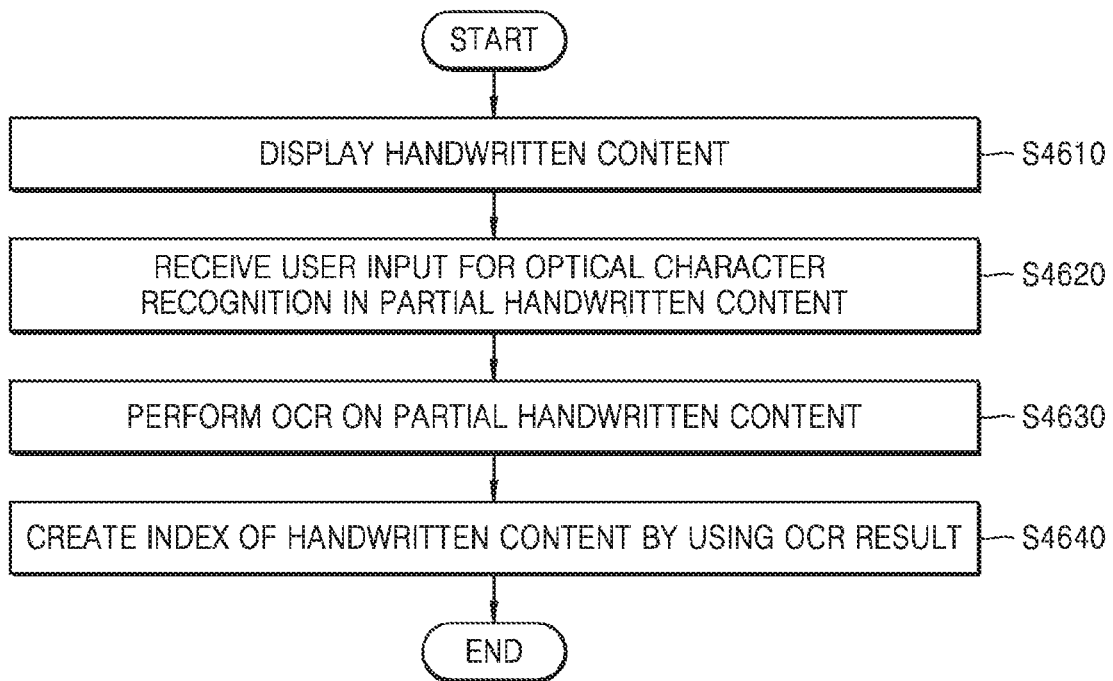 START
DISPLAY HANDWRITTEN CONTENT
S4610
RECEIVE USER INPUT FOR OPTICAL CHARACTER
RECOGNITION IN PARTIAL HANDWRITTEN CONTENT
S4620
PERFORM OCR ON PARTIAL HANDWRITTEN CONTENT
S4630
CREATE INDEX OF HANDWRITTEN CONTENT BY USING OCR RESULT
S4640
END